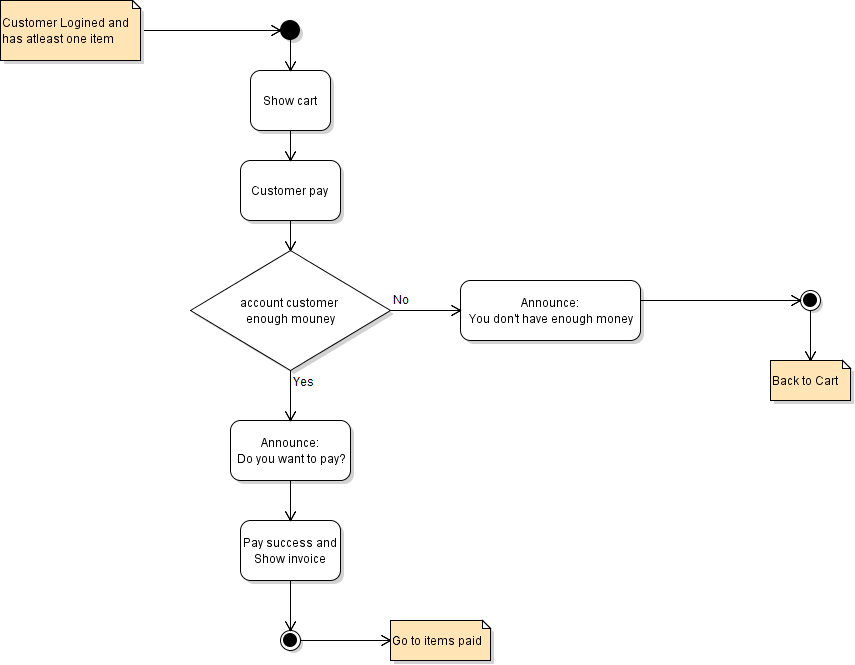 Customer Logined and
has atleast one item
Show cart
Customer pay
account customer
enough mouney
No
Announce:
You don't have enough money
Back to Cart
Yes
Announce:
Do you want to pay?
Pay success and
Show invoice
Go to items paid